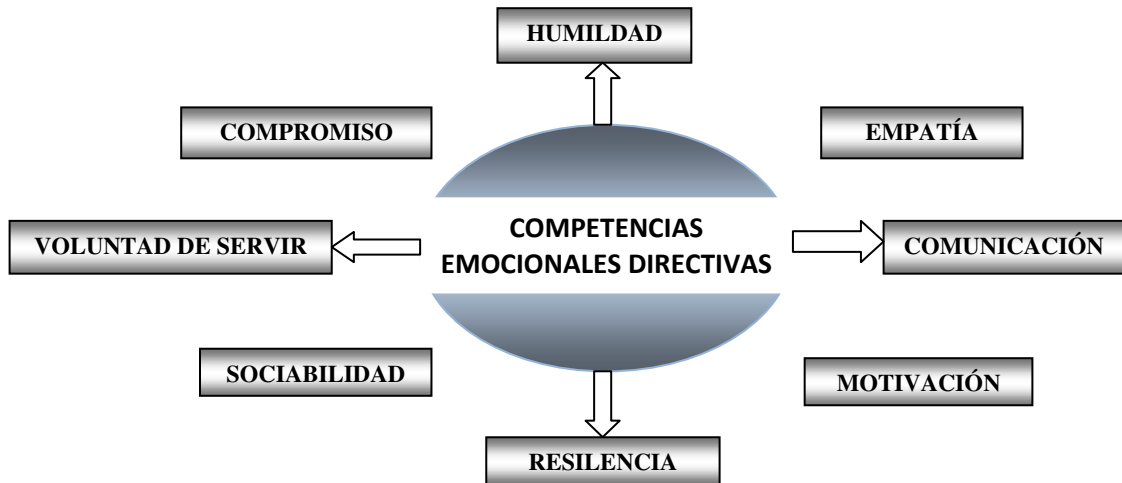 HUMILDAD
COMPROMISO
EMPATÍA
COMPETENCIAS
EMOCIONALES DIRECTIVAS
VOLUNTAD DE SERVIR
COMUNICACIÓN
SOCIABILIDAD
MOTIVACIÓN
RESILENCIA